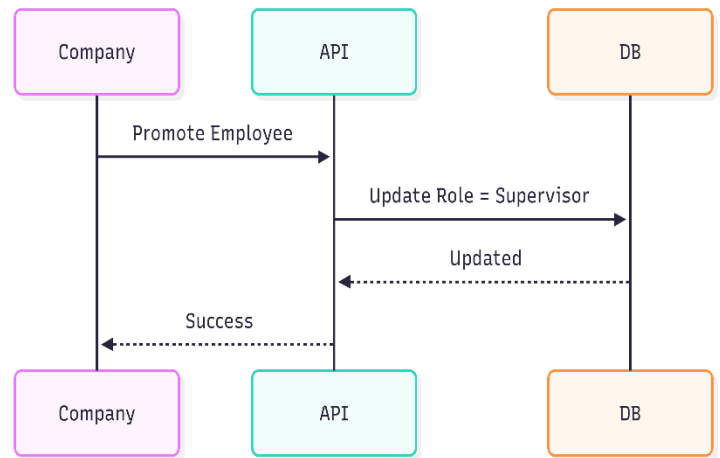 Company
API
DB
Promote Employee
Update Role = Supervisor
Updated
Success
Company
API
DB